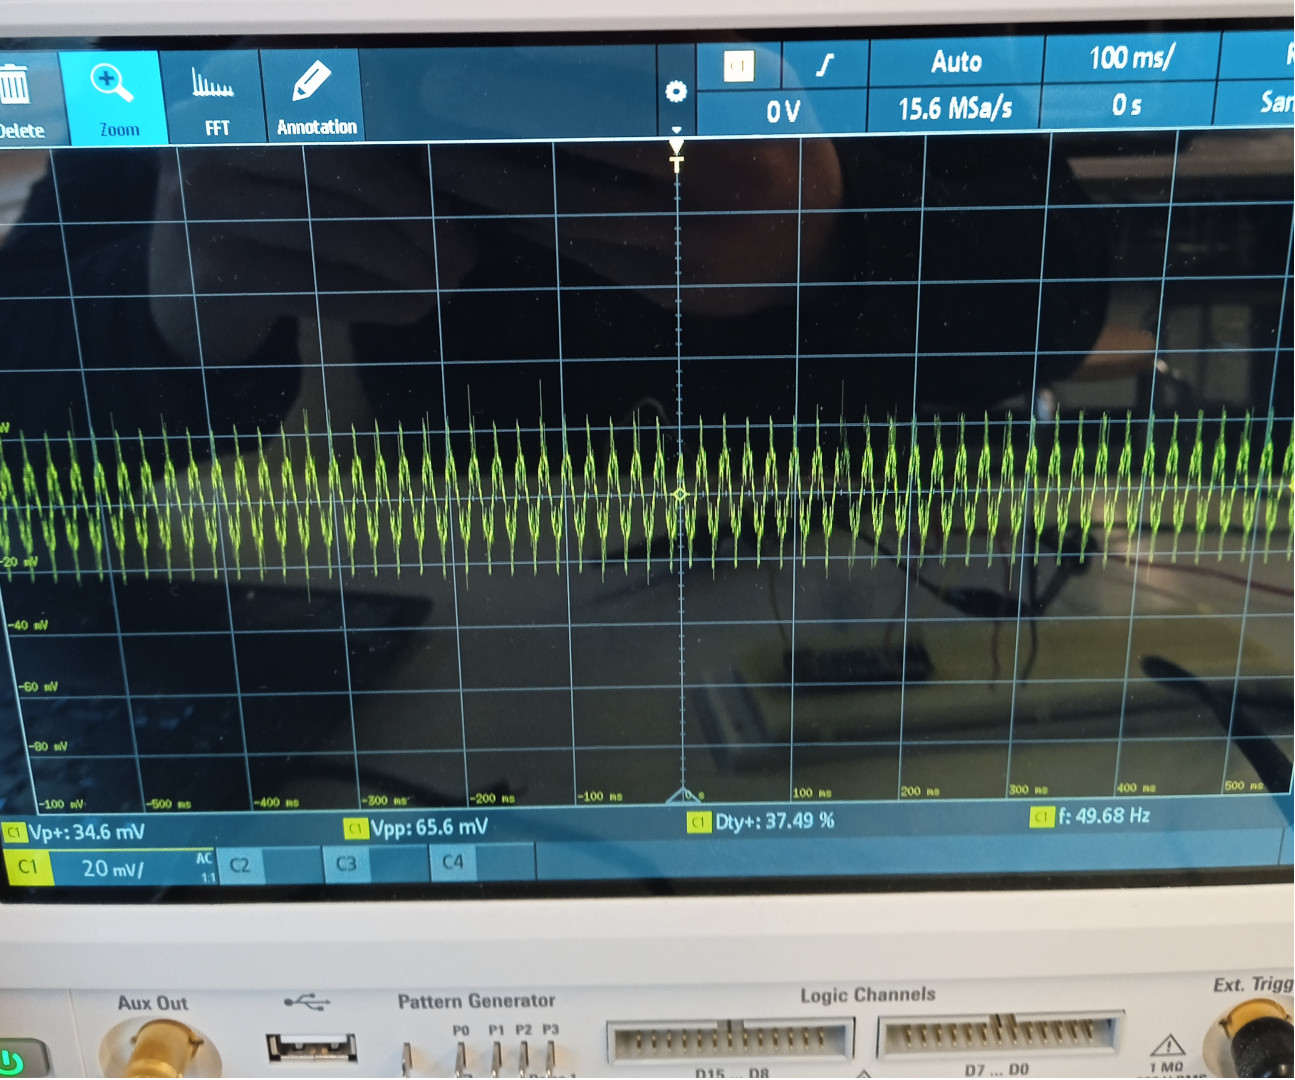 C1
Auto
100 ms/
Delete
Zoom
FFT
Annotation
0 V
15.6 MSa/s
0 s
T
-20 mV
-40 mV
-60 mV
-80 mV
-100 mV
-500 ms
-400 ms
-300 ms
-200 ms
-100 ms
0 s
100 ms
200 ms
300 ms
400 ms
500 ms
C1 Vp+: 34.6 mV
C1 Vpp: 65.6 mV
C1 Dty+: 37.49 %
C1 f: 49.68 Hz
C1
20 mV/
AC
1:1
C2
C3
C4
Aux Out
Pattern Generator
Logic Channels
Ext. Trigg
P0 P1 P2 P3
D15 ... D8
D7 ... D0
1 MΩ